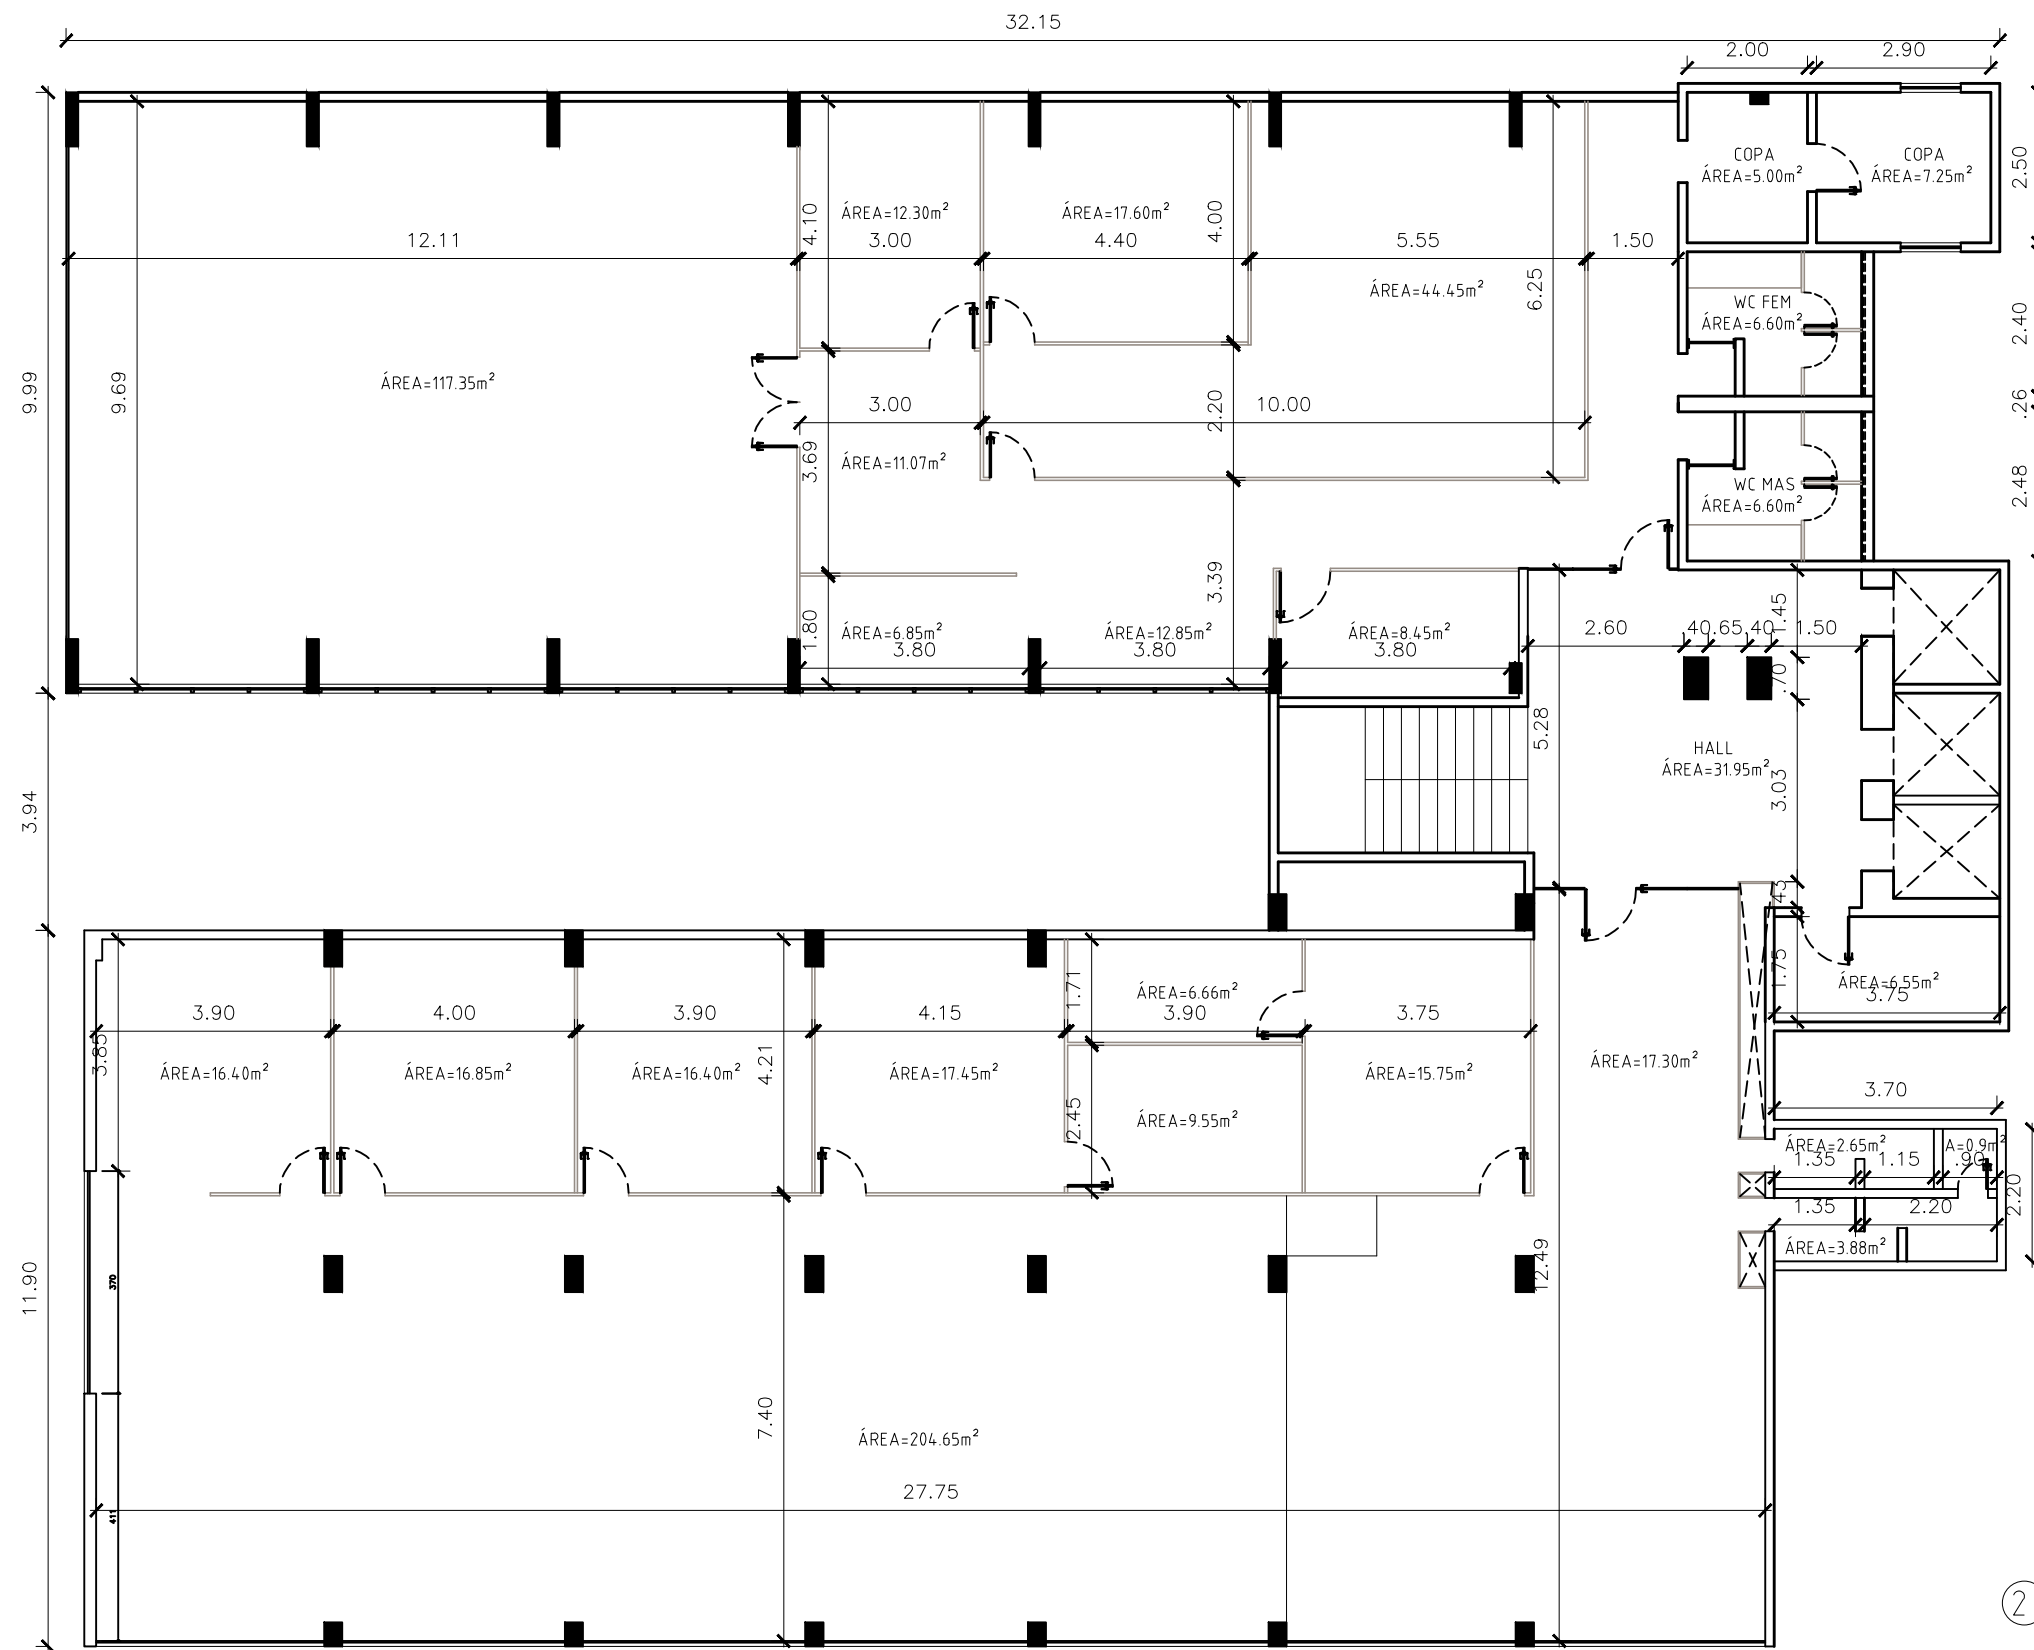 32.15
2.00
2.90
COPA
ÁREA=5.00m²
COPA
ÁREA=7.25m²
2.50
4.10
ÁREA=12.30m²
ÁREA=17.60m²
4.00
12.11
3.00
4.40
5.55
1.50
6.25
ÁREA=44.45m²
WC FEM
ÁREA=6.60m²
2.40
9.99
9.69
ÁREA=117.35m²
3.00
2.20
10.00
.26
3.69
ÁREA=11.07m²
WC MAS
ÁREA=6.60m²
2.48
3.39
1.80
ÁREA=6.85m²
3.80
ÁREA=12.85m²
3.80
ÁREA=8.45m²
3.80
2.60
.40
.65
.40
1.50
1.45
.70
5.28
HALL
ÁREA=31.95m²
3.03
3.94
.43
1.75
ÁREA=6.55m²
3.75
3.90
4.00
3.90
4.15
1.71
ÁREA=6.66m²
3.90
3.75
3.85
ÁREA=16.40m²
ÁREA=16.85m²
ÁREA=16.40m²
4.21
ÁREA=17.45m²
2.45
ÁREA=9.55m²
ÁREA=15.75m²
ÁREA=17.30m²
3.70
ÁREA=2.65m²
A=0.9m²
1.35
1.15
.90
2.20
1.35
2.20
ÁREA=3.88m²
11.90
370
12.49
7.40
ÁREA=204.65m²
27.75
411
2